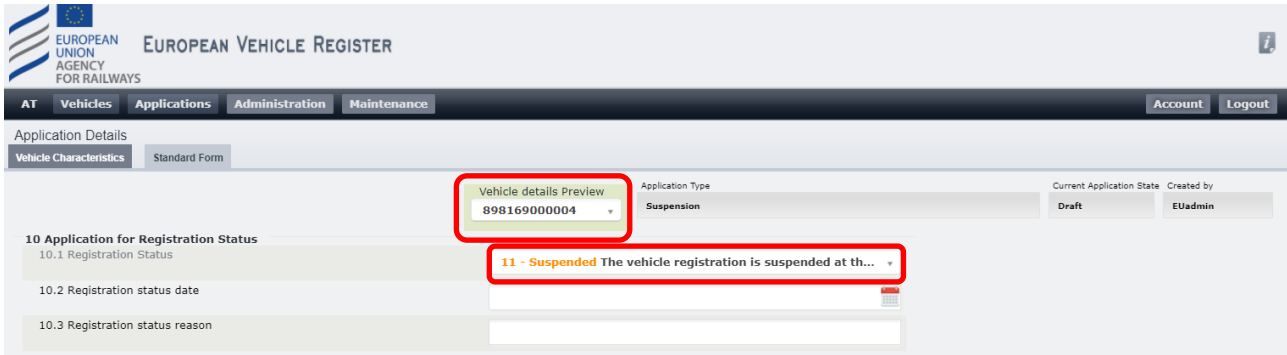 EUROPEAN
UNION
AGENCY
FOR RAILWAYS
EUROPEAN VEHICLE REGISTER
i
AT Vehicles Applications Administration Maintenance Account Logout
Application Details
Vehicle Characteristics Standard Form
Vehicle details Preview
898169000004
Application Type
Suspension
Current Application State
Draft
Created by
EUadmin
10 Application for Registration Status
10.1 Registration Status
11 - Suspended The vehicle registration is suspended at th...
10.2 Registration status date
10.3 Registration status reason